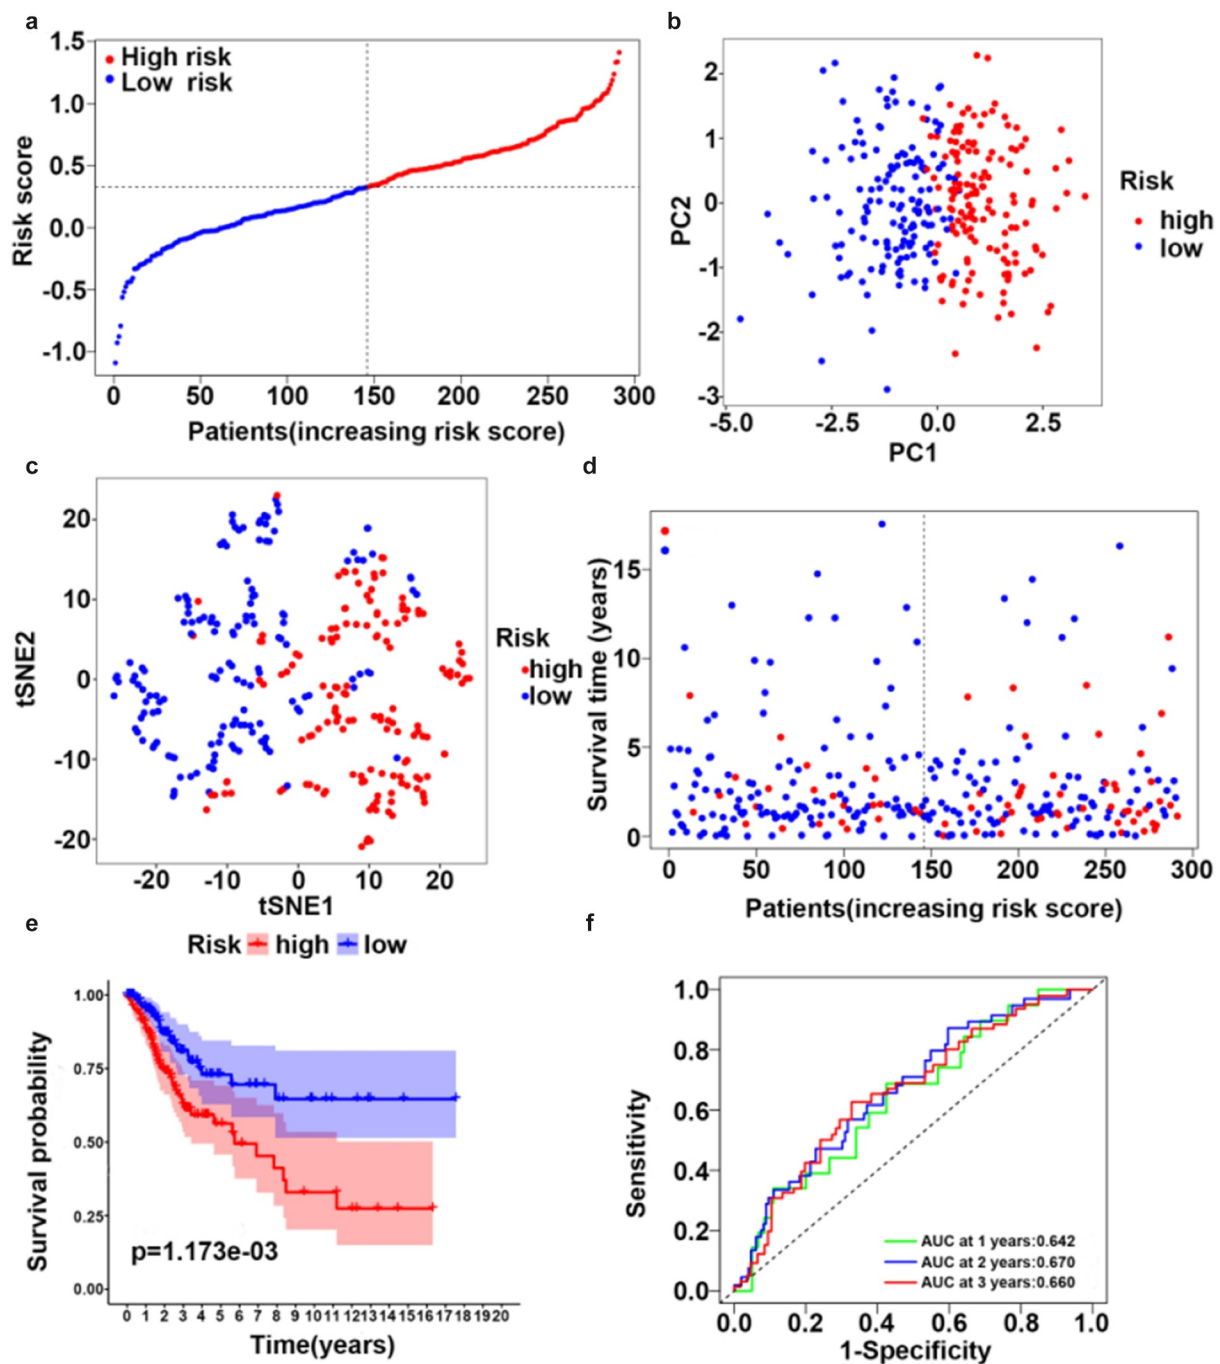 a
1.5
1.0
0.5
0.0
-0.5
-1.0
High risk
Low risk
Risk score
0 50 100 150 200 250 300
Patients(increasing risk score)
b
2
1
0
-1
-2
-3
PC2
-5.0 -2.5 0.0 2.5
PC1
Risk
high
low
c
20
10
0
-10
-20
tSNE2
-20 -10 0 10 20
tSNE1
Risk
high
low
d
15
10
5
0
Survival time (years)
0 50 100 150 200 250 300
Patients(increasing risk score)
e
Risk high low
1.00
0.75
0.50
0.25
0.00
Survival probability
p=1.173e-03
0 1 2 3 4 5 6 7 8 9 10 11 12 13 14 15 16 17 18 19 20
Time(years)
f
1.0
0.8
0.6
0.4
0.2
0.0
Sensitivity
AUC at 1 years:0.642
AUC at 2 years:0.670
AUC at 3 years:0.660
0.0 0.2 0.4 0.6 0.8 1.0
1-Specificity